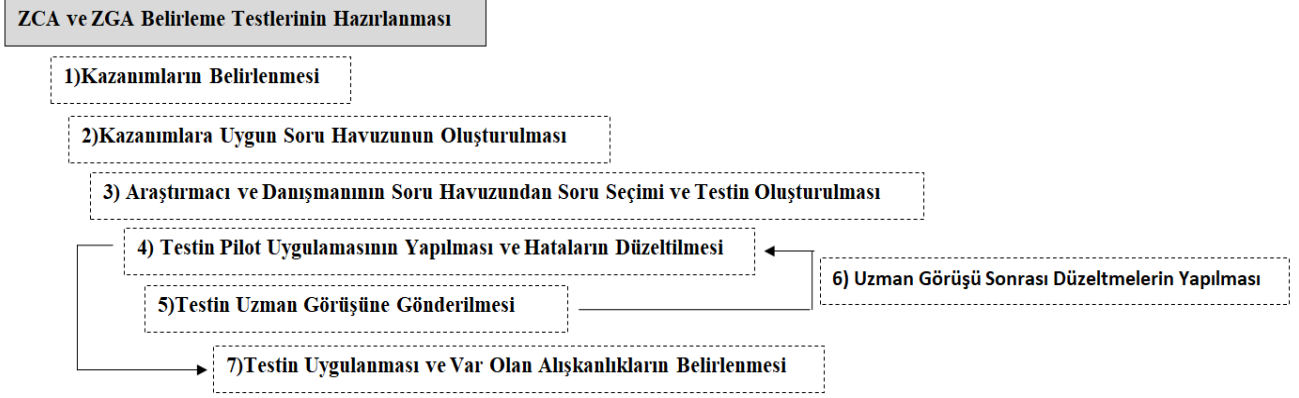 ZCA ve ZGA Belirleme Testlerinin Hazırlanması
1)Kazanımların Belirlenmesi
2)Kazanımlara Uygun Soru Havuzunun Oluşturulması
3) Araştırmacı ve Danışmanının Soru Havuzundan Soru Seçimi ve Testin Oluşturulması
4) Testin Pilot Uygulamasının Yapılması ve Hataların Düzeltilmesi
6) Uzman Görüşü Sonrası Düzeltmelerin Yapılması
5)Testin Uzman Görüşüne Gönderilmesi
7)Testin Uygulanması ve Var Olan Alışkanlıkların Belirlenmesi